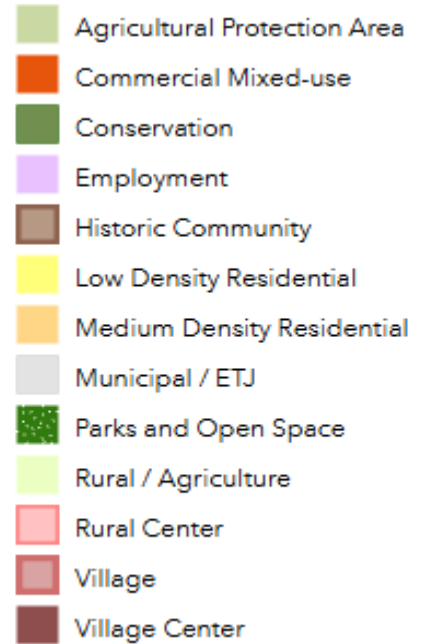 Agricultural Protection Area
Commercial Mixed-use
Conservation
Employment
Historic Community
Low Density Residential
Medium Density Residential
Municipal / ETJ
Parks and Open Space
Rural / Agriculture
Rural Center
Village
Village Center